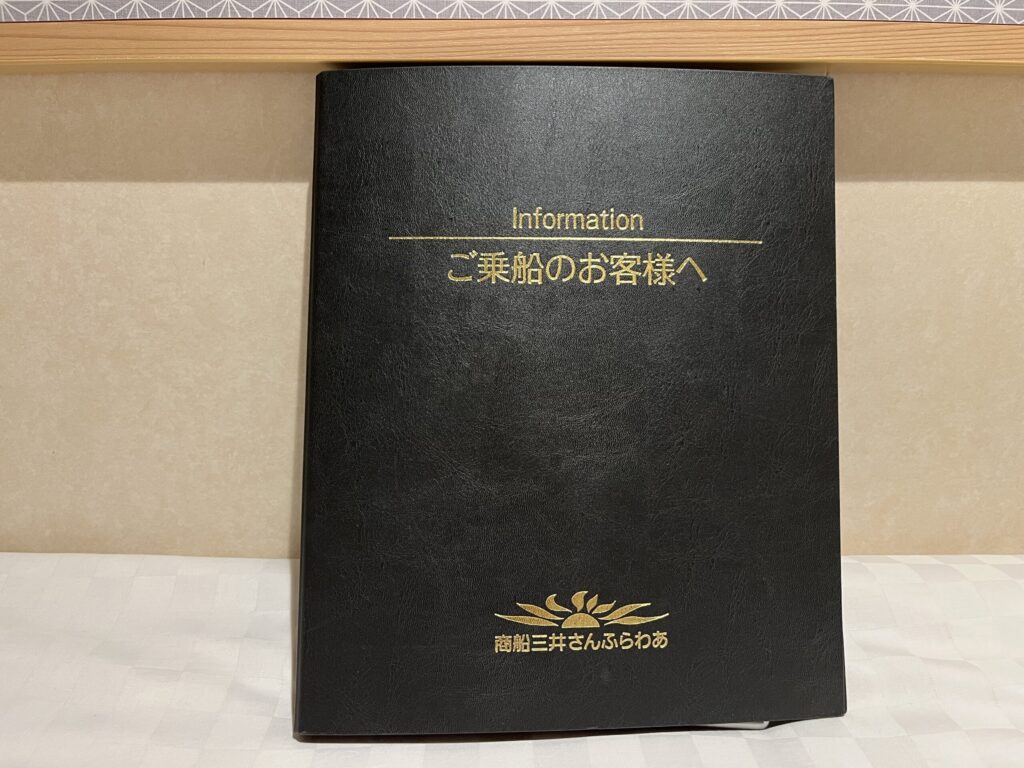 Information
ご乗船のお客様へ
商船三井さんふらわあ